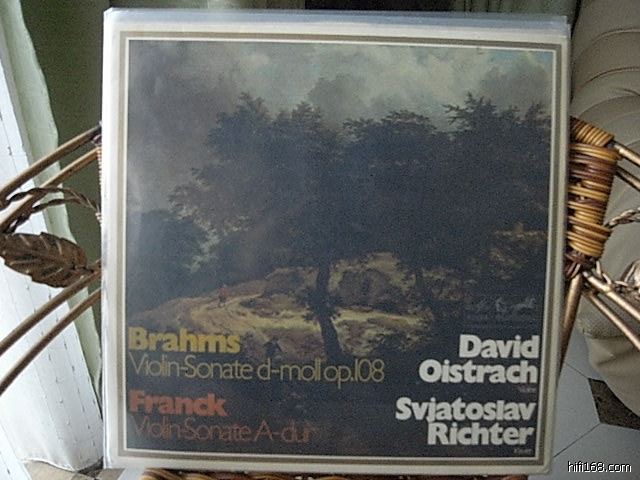 Brahms
Violin-Sonate d-moll op.108
Franck
Violin-Sonate A-dur
David
Oistrach
Svjatoslav
Richter
hifi168.com